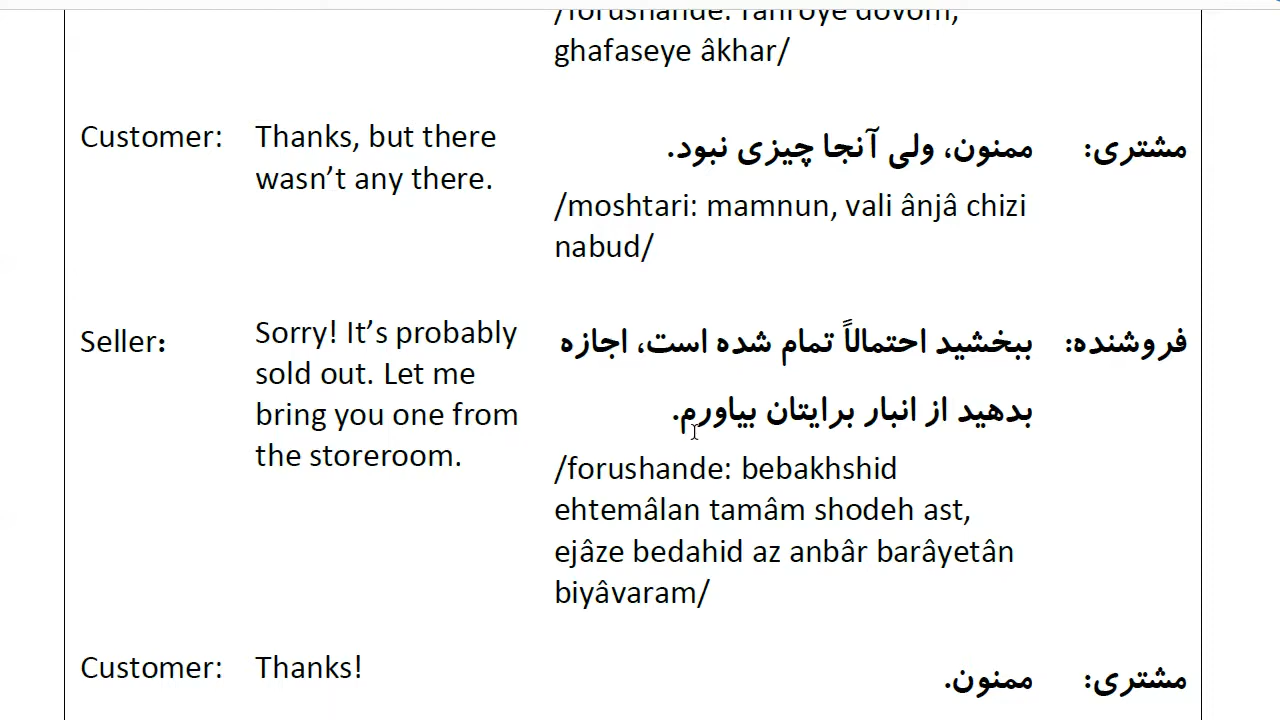 /forushande: râhroye dovom,
ghafaseye âkhar/
Customer:
Thanks, but there
wasn’t any there.
مشتری:
ممنون، ولی آنجا چیزی نبود.
/moshtari: mamnun, vali ânjâ chizi
nabud/
Seller:
Sorry! It’s probably
sold out. Let me
bring you one from
the storeroom.
فروشنده:
ببخشید احتمالاً تمام شده است، اجازه
بدهید از انبار برایتان بیاورم.
/forushande: bebakhshid
ehtemâlan tamâm shodeh ast,
ejâze bedahid az anbâr barâyetân
biyâvaram/
Customer:
Thanks!
مشتری:
ممنون.